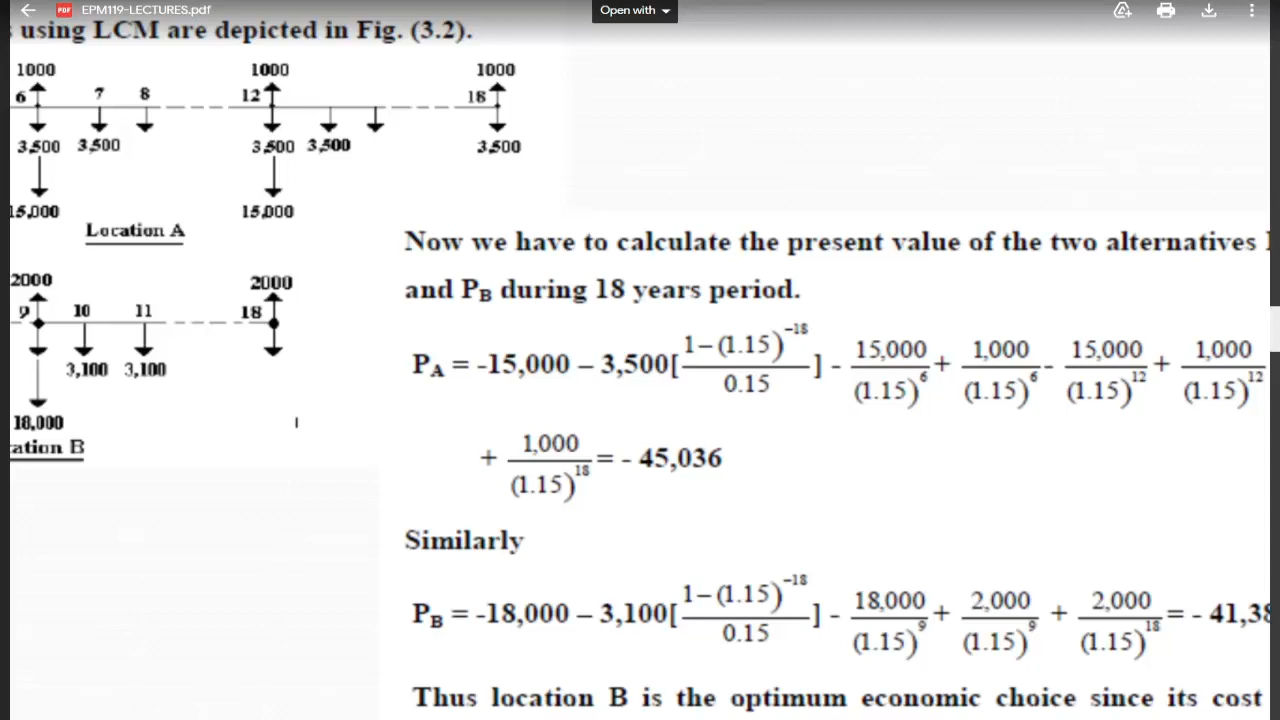 EPM119-LECTURES.pdf
Open with
using LCM are depicted in Fig. (3.2).
1000 1000 1000
6 7 8 12 18
3,500 3,500 3,500 3,500 3,500
15,000 15,000
Location A
2000 2000
9 10 11 18
3,100 3,100
18,000
ation B
Now we have to calculate the present value of the two alternatives
and P_B during 18 years period.
P_A = -15,000 – 3,500[ (1–(1.15)^–18) / 0.15 ] - 15,000/(1.15)^6 + 1,000/(1.15)^6 - 15,000/(1.15)^12 + 1,000/(1.15)^12
+ 1,000/(1.15)^18 = - 45,036
Similarly
P_B = -18,000 – 3,100[ (1–(1.15)^–18) / 0.15 ] - 18,000/(1.15)^9 + 2,000/(1.15)^9 + 2,000/(1.15)^18 = - 41,38
Thus location B is the optimum economic choice since its cost